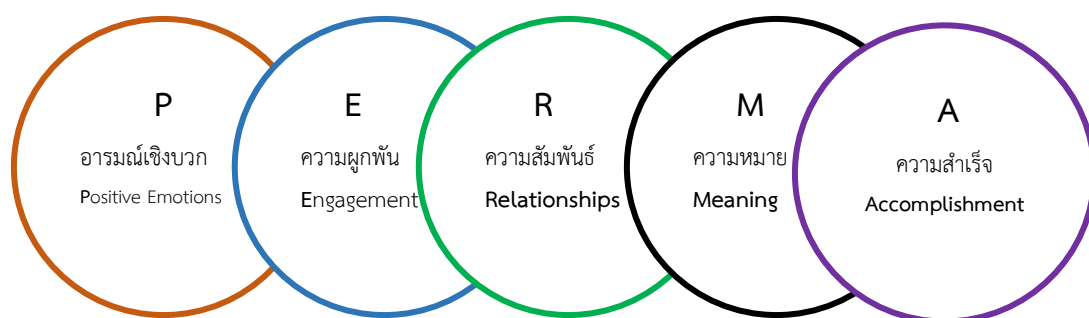 P
อารมณ์เชิงบวก
Positive Emotions
E
ความผูกพัน
Engagement
R
ความสัมพันธ์
Relationships
M
ความหมาย
Meaning
A
ความสำเร็จ
Accomplishment